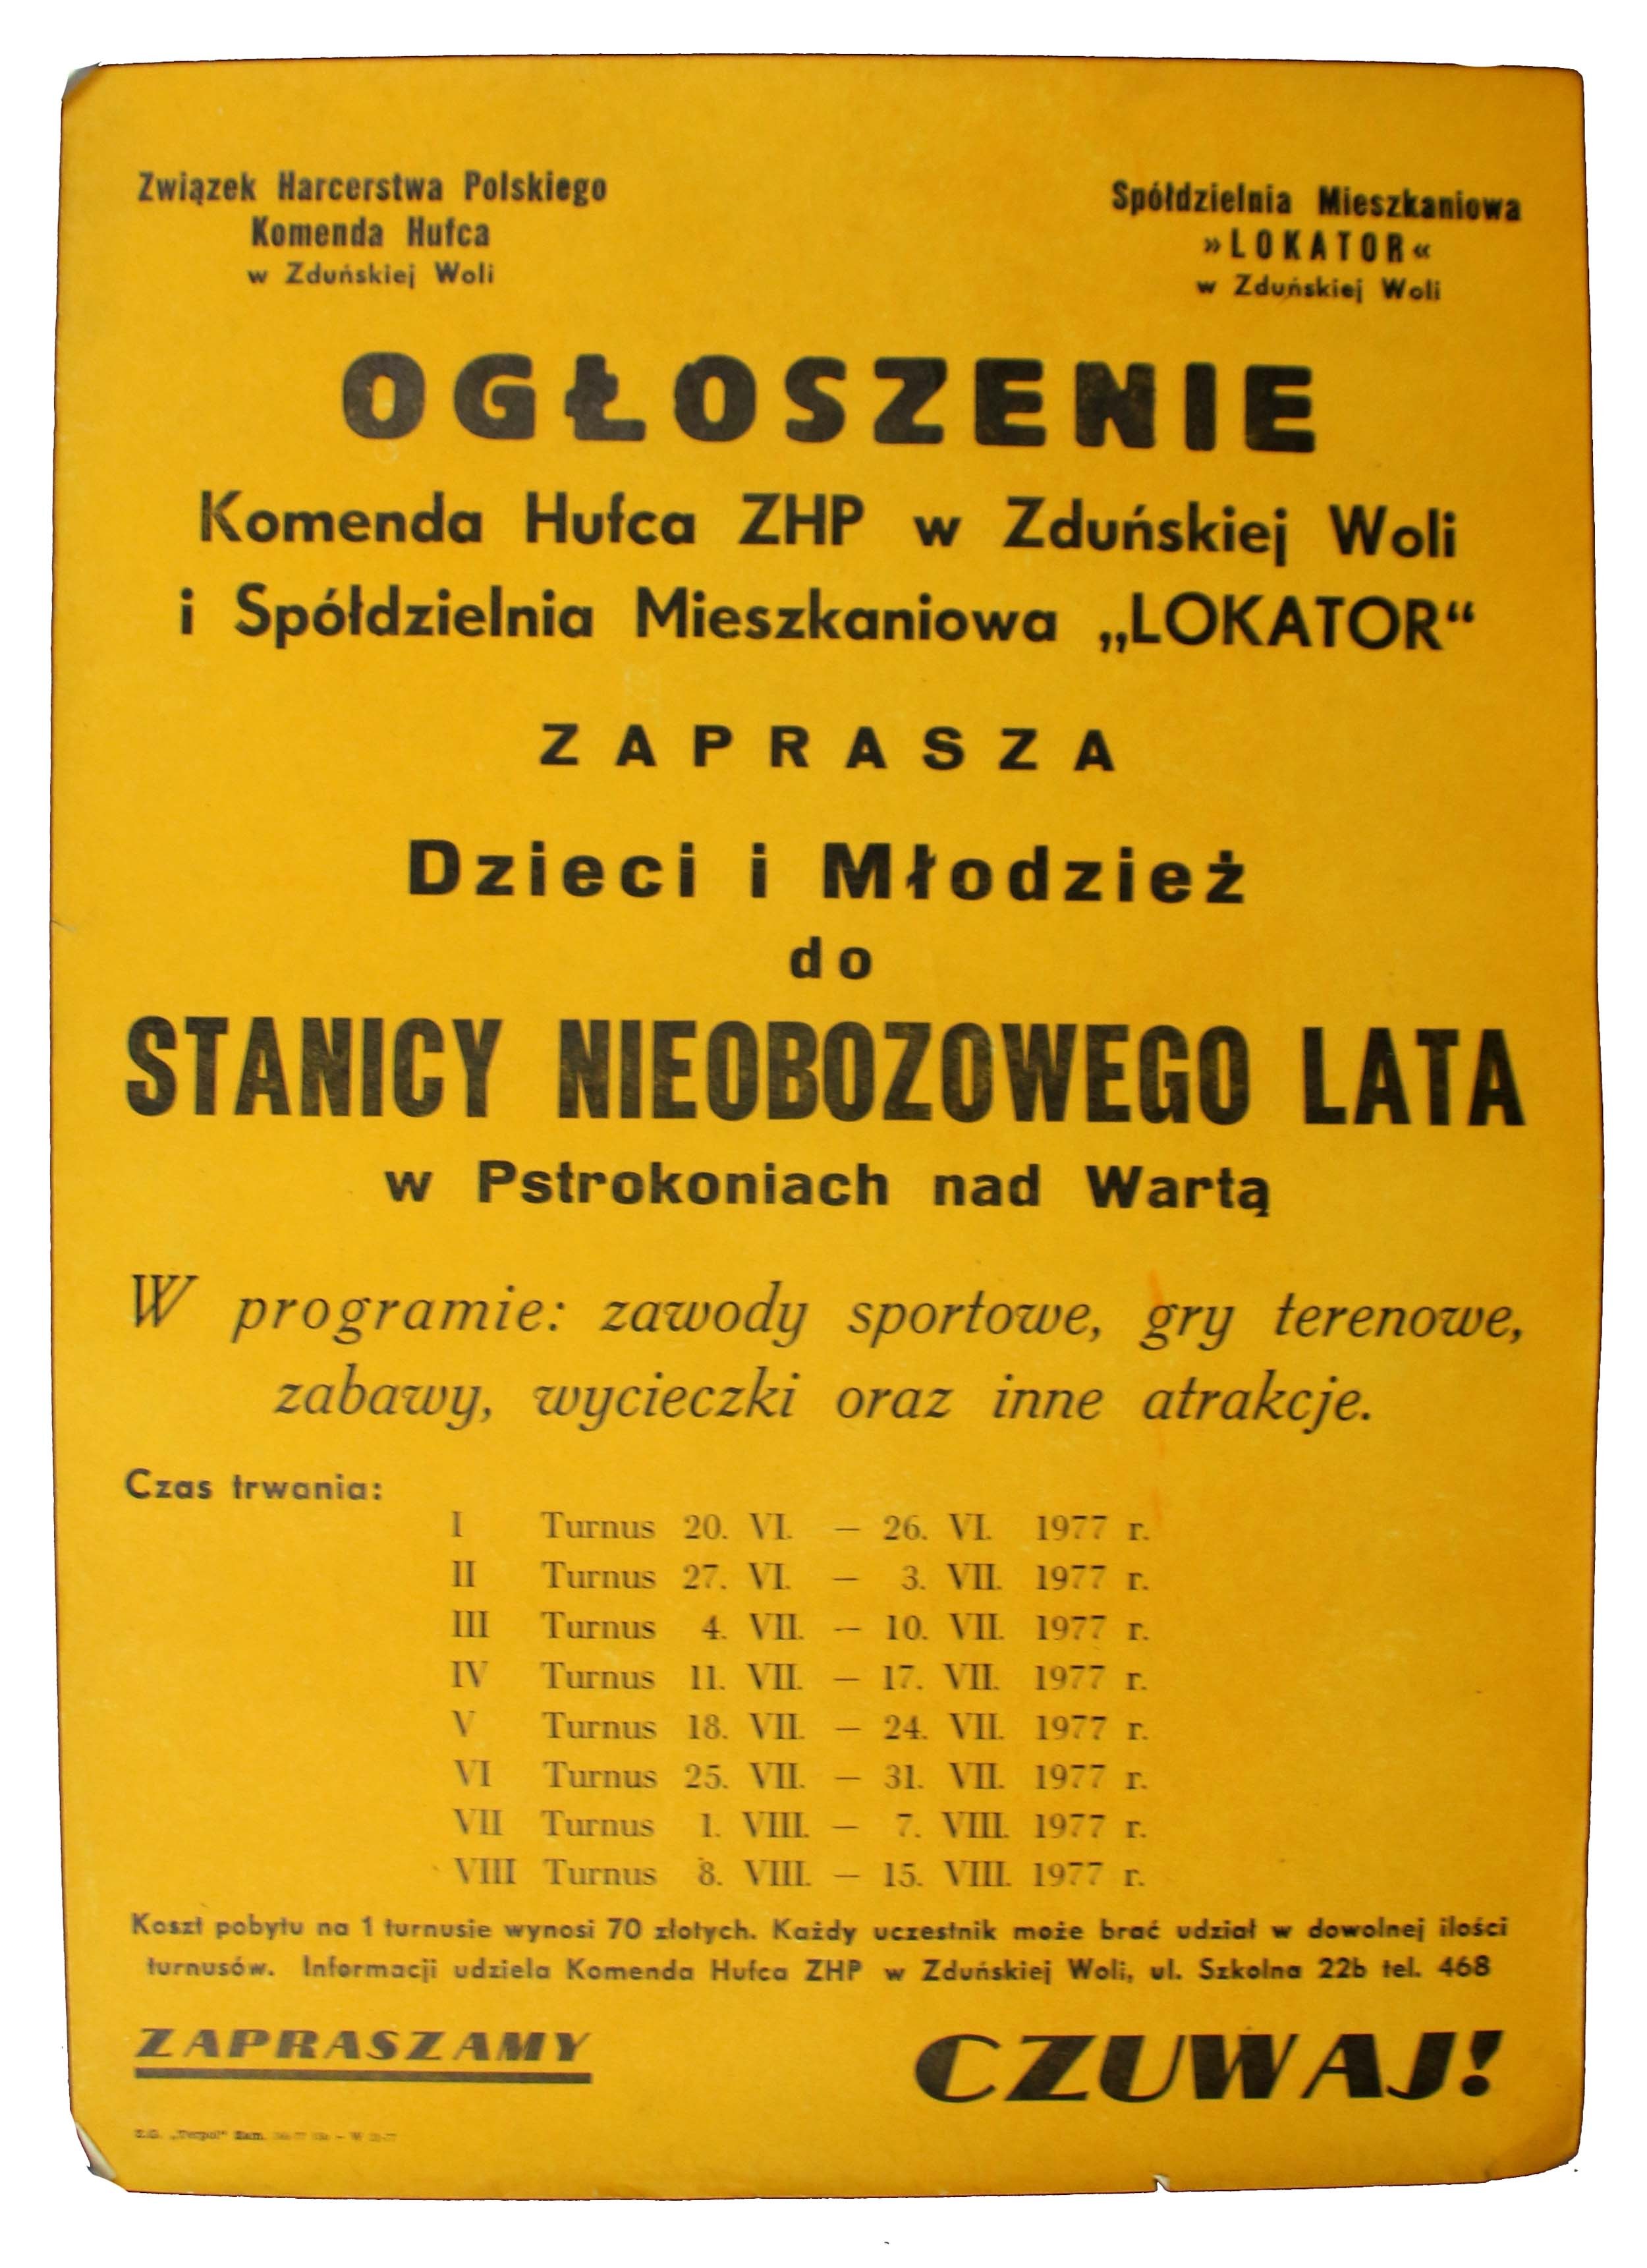 Związek Harcerstwa Polskiego
Komenda Hufca
w Zduńskiej Woli
Spółdzielnia Mieszkaniowa
»LOKATOR«
w Zduńskiej Woli
OGŁOSZENIE
Komenda Hufca ZHP w Zduńskiej Woli
i Spółdzielnia Mieszkaniowa „LOKATOR“
ZAPRASZA
Dzieci i Młodzież
do
STANICY NIEOBOZOWEGO LATA
w Pstrokoniach nad Wartą
W programie: zawody sportowe, gry terenowe,
zabawy, wycieczki oraz inne atrakcje.
Czas trwania:
I Turnus 20. VI. — 26. VI. 1977 r.
II Turnus 27. VI. — 3. VII. 1977 r.
III Turnus 4. VII. — 10. VII. 1977 r.
IV Turnus 11. VII. — 17. VII. 1977 r.
V Turnus 18. VII. — 24. VII. 1977 r.
VI Turnus 25. VII. — 31. VII. 1977 r.
VII Turnus 1. VIII. — 7. VIII. 1977 r.
VIII Turnus 8. VIII. — 15. VIII. 1977 r.
Koszt pobytu na 1 turnusie wynosi 70 złotych. Każdy uczestnik może brać udział w dowolnej ilości
turnusów. Informacji udziela Komenda Hufca ZHP w Zduńskiej Woli, ul. Szkolna 22b tel. 468
ZAPRASZAMY
CZUWAJ!
Z.G. „Terpol“ Zam.